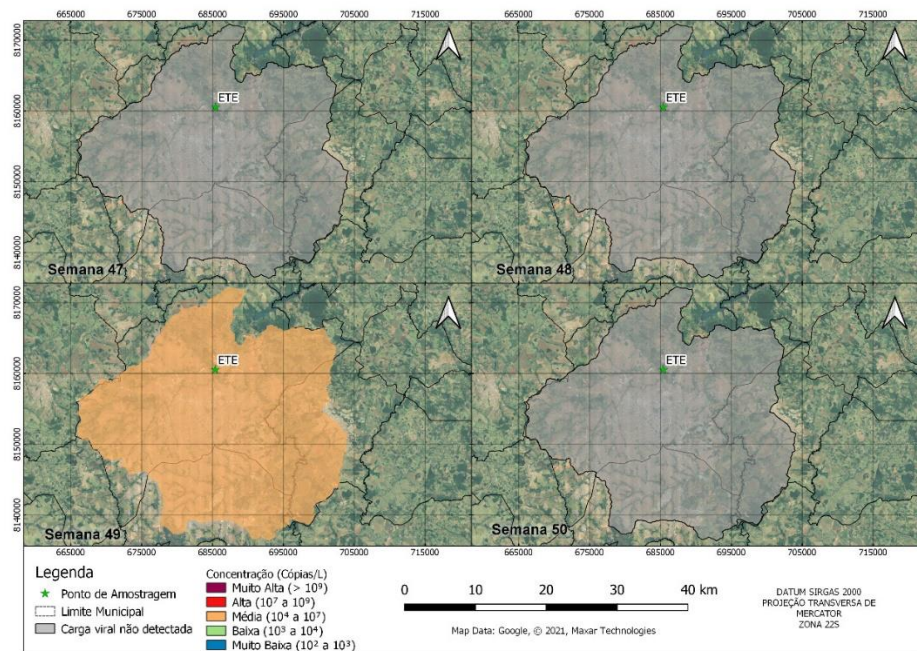 665000 675000 685000 695000 705000 715000 665000 675000 685000 695000 705000 715000
8170000
8160000
8150000
8140000
ETE
ETE
Semana 47
Semana 48
8170000
8160000
8150000
8140000
ETE
ETE
Semana 49
Semana 50
665000 675000 685000 695000 705000 715000 665000 675000 685000 695000 705000 715000
Legenda
Ponto de Amostragem
Limite Municipal
Carga viral não detectada
Concentração (Cópias/L)
Muito Alta (> 10⁹)
Alta (10⁷ a 10⁹)
Média (10⁴ a 10⁷)
Baixa (10³ a 10⁴)
Muito Baixa (10² a 10³)
0 10 20 30 40 km
Map Data: Google, © 2021, Maxar Technologies
DATUM SIRGAS 2000
PROJEÇÃO TRANSVERSA DE
MERCATOR
ZONA 22S